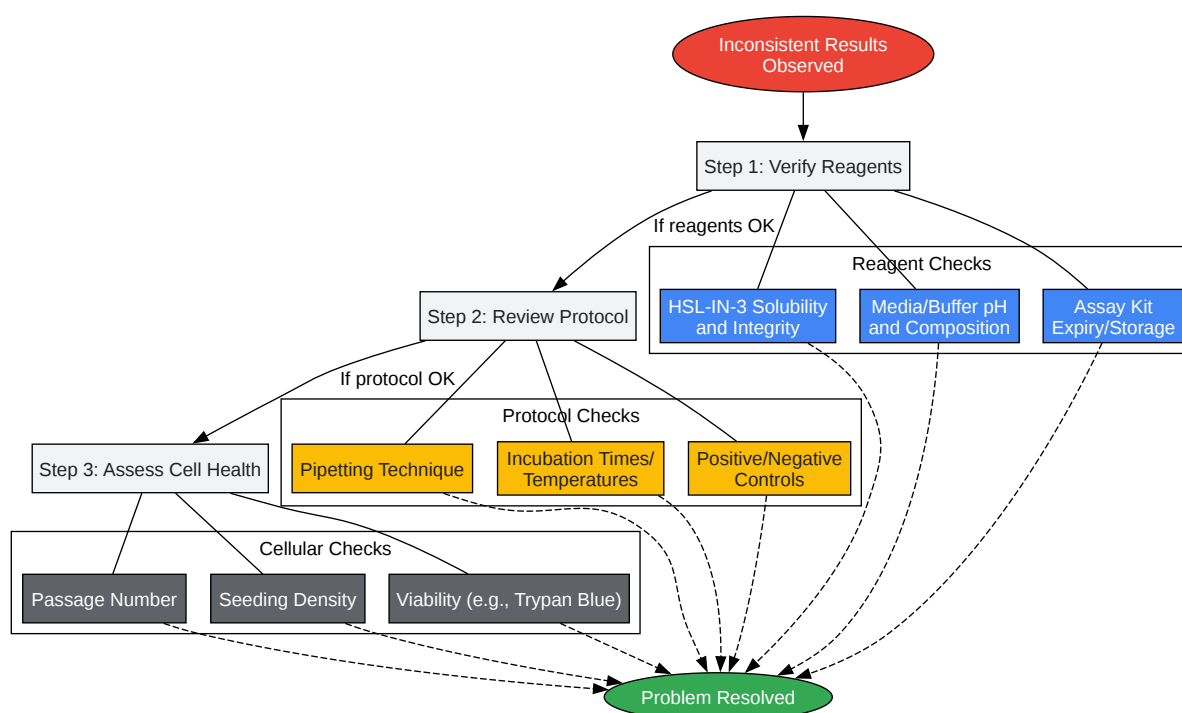 Inconsistent Results
Observed
Step 1: Verify Reagents
If reagents OK
Reagent Checks
HSL-IN-3 Solubility
and Integrity
Media/Buffer pH
and Composition
Assay Kit
Expiry/Storage
Step 2: Review Protocol
If protocol OK
Protocol Checks
Pipetting Technique
Incubation Times/
Temperatures
Positive/Negative
Controls
Step 3: Assess Cell Health
Cellular Checks
Passage Number
Seeding Density
Viability (e.g., Trypan Blue)
Problem Resolved